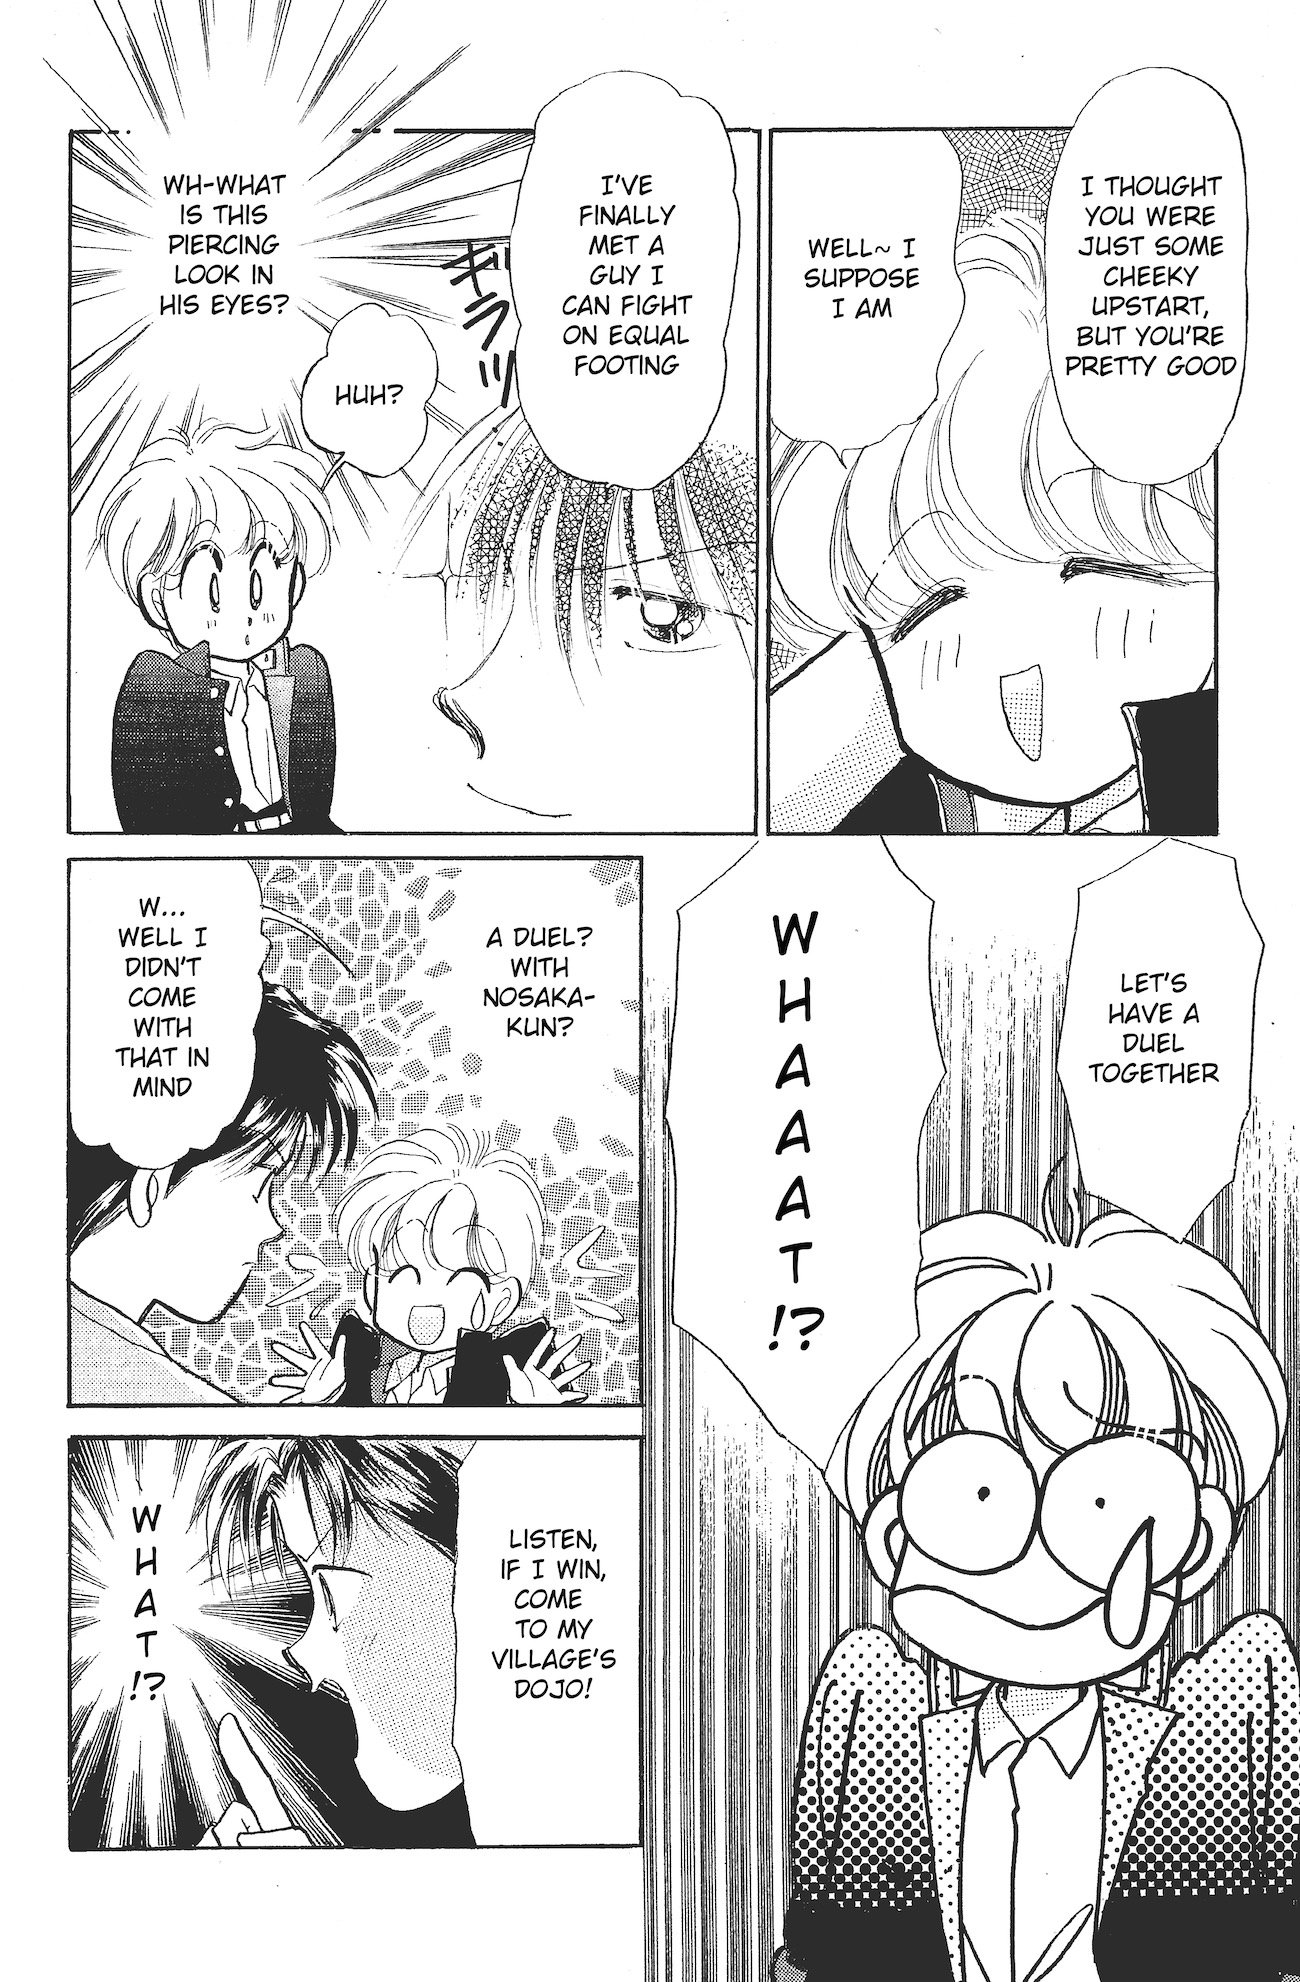 I THOUGHT
YOU WERE
JUST SOME
CHEEKY
UPSTART,
BUT YOU'RE
PRETTY GOOD
WELL~ I
SUPPOSE
I AM
I'VE
FINALLY
MET A
GUY I
CAN FIGHT
ON EQUAL
FOOTING
ギラッ
WH-WHAT
IS THIS
PIERCING
LOOK IN
HIS EYES?
HUH?
LET'S
HAVE A
DUEL
TOGETHER
WHAAAT!?
A DUEL?
WITH
NOSAKA-
KUN?
W...
WELL I
DIDN'T
COME
WITH
THAT IN
MIND
LISTEN,
IF I WIN,
COME
TO MY
VILLAGE'S
DOJO!
WHAT!?